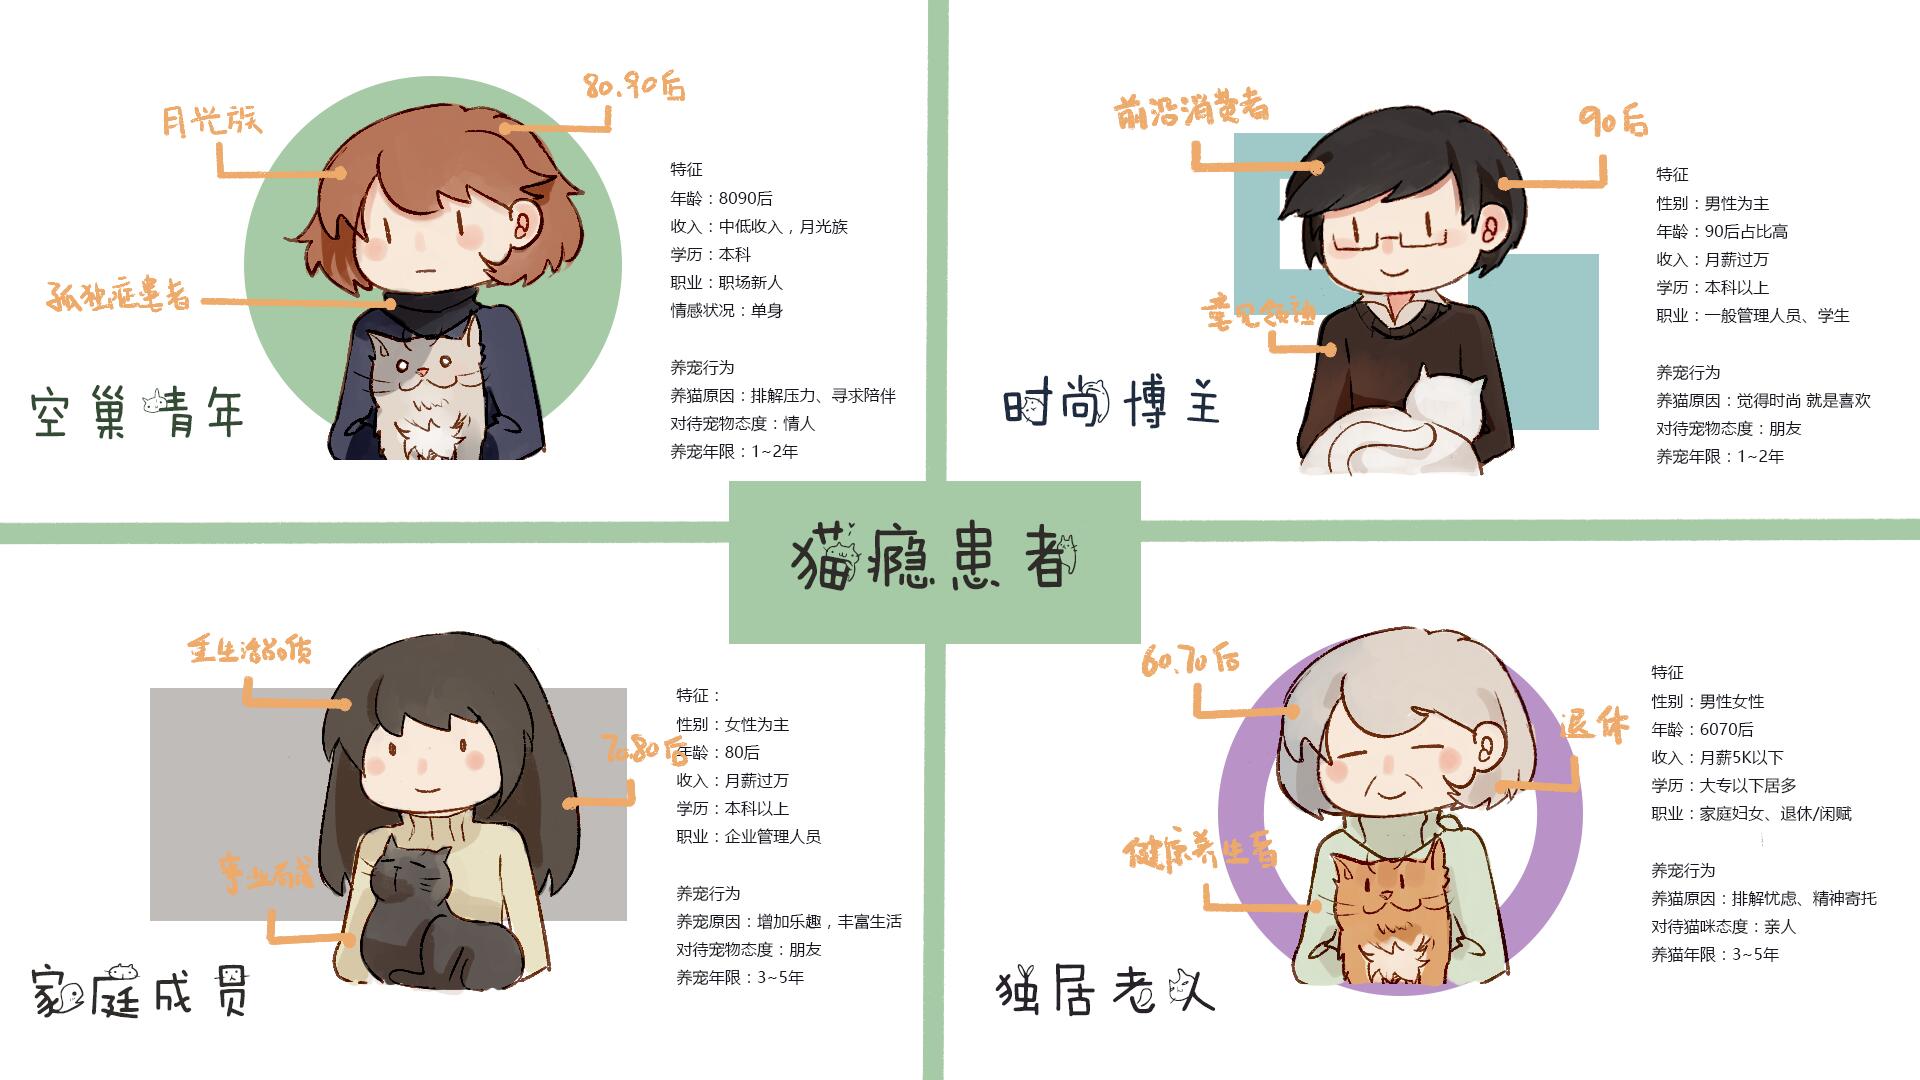 月光族
80.90后
孤独症患者
空巢青年
特征
年龄：8090后
收入：中低收入，月光族
学历：本科
职业：职场新人
情感状况：单身
养宠行为
养猫原因：排解压力、寻求陪伴
对待宠物态度：情人
养宠年限：1~2年
前沿消费者
90后
意见领袖
时尚博主
特征
性别：男性为主
年龄：90后占比高
收入：月薪过万
学历：本科以上
职业：一般管理人员、学生
养宠行为
养猫原因：觉得时尚 就是喜欢
对待宠物态度：朋友
养宠年限：1~2年
猫瘾患者
重生活品质
70.80后
事业有成
家庭成员
特征：
性别：女性为主
年龄：80后
收入：月薪过万
学历：本科以上
职业：企业管理人员
养宠行为
养宠原因：增加乐趣，丰富生活
对待宠物态度：朋友
养宠年限：3~5年
60.70后
退休
健康养生者
独居老人
特征
性别：男性女性
年龄：6070后
收入：月薪5K以下
学历：大专以下居多
职业：家庭妇女、退休/闲赋
养宠行为
养猫原因：排解忧虑、精神寄托
对待猫咪态度：亲人
养猫年限：3~5年